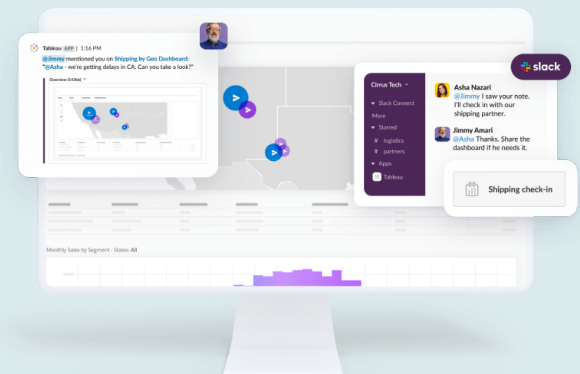 Tableau APP | 1:16 PM
@Jimmy mentioned you on Shipping by Geo Dashboard:
"@Asha - we're getting delays in CA. Can you take a look?"
Overview (143kb)
slack
Cirrus Tech
Slack Connect
More
Starred
# logistics
# partners
Apps
Tableau
Asha Nazari
@Jimmy I saw your note.
I'll check in with our
shipping partner.
Jimmy Amari
@Asha Thanks. Share the
dashboard if he needs it.
Shipping check-in
Monthly Sales by Segment - States: All